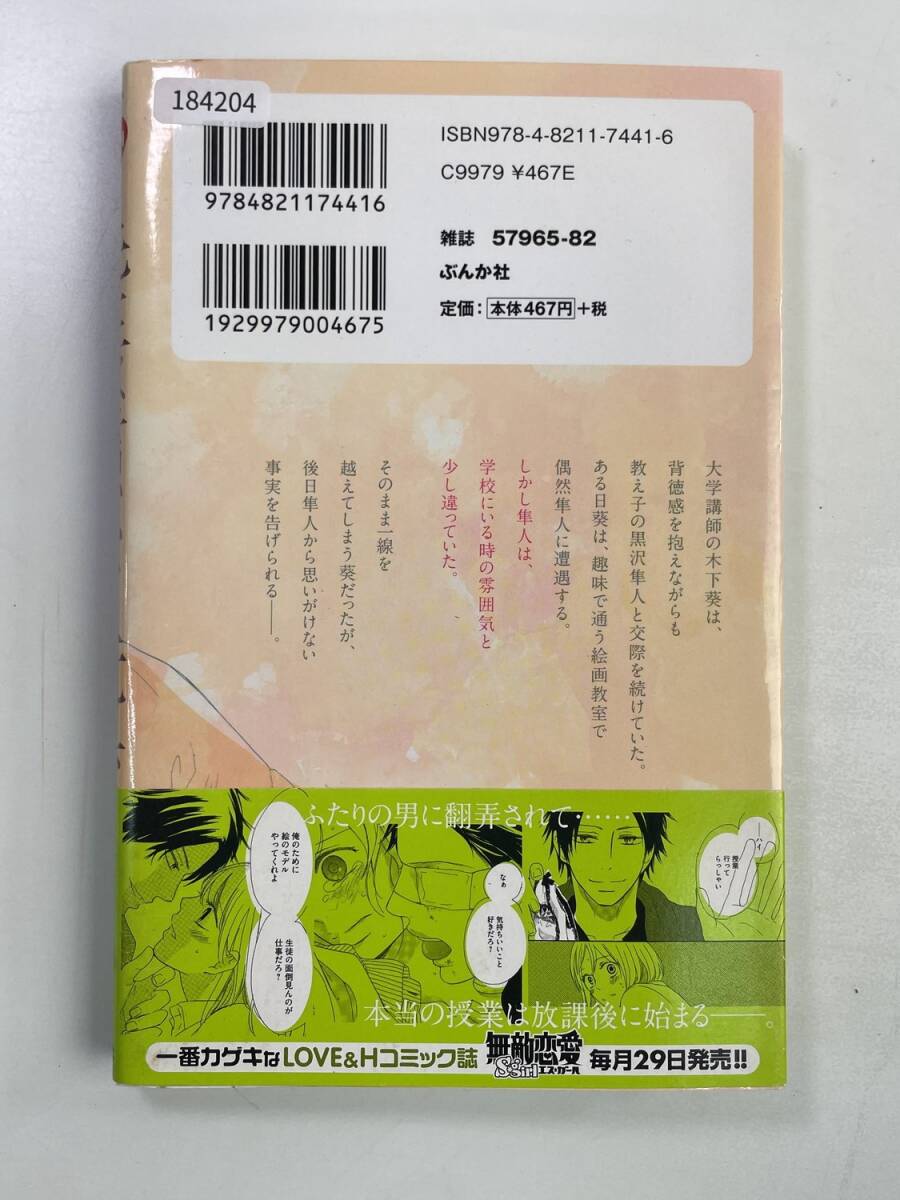 184204
ISBN978-4-8211-7441-6
C9979 ¥467E
9784821174416
雑誌 57965-82
ぶんか社
定価：本体467円+税
1929979004675
大学講師の木下葵は、
背徳感を抱えながらも
教え子の黒沢隼人と交際を続けていた。
ある日葵は、趣味で通う絵画教室で
偶然隼人に遭遇する。
しかし隼人は、
学校にいる時の雰囲気と
少し違っていた。
そのまま一線を
越えてしまう葵だったが、
後日隼人から思いがけない
事実を告げられる――。
ふたりの男に翻弄されて……
―ハイ
授業
行って
らっしゃい
なぁ
気持ちいいこと
好きだろ？
俺のために
絵のモデル
やってくれよ
生徒の面倒見んのが
仕事だろ？
本当の授業は放課後に始まる――。
一番カゲキなLOVE&Hコミック誌 無敵恋愛 S*girl エス・ガール 毎月29日発売!!